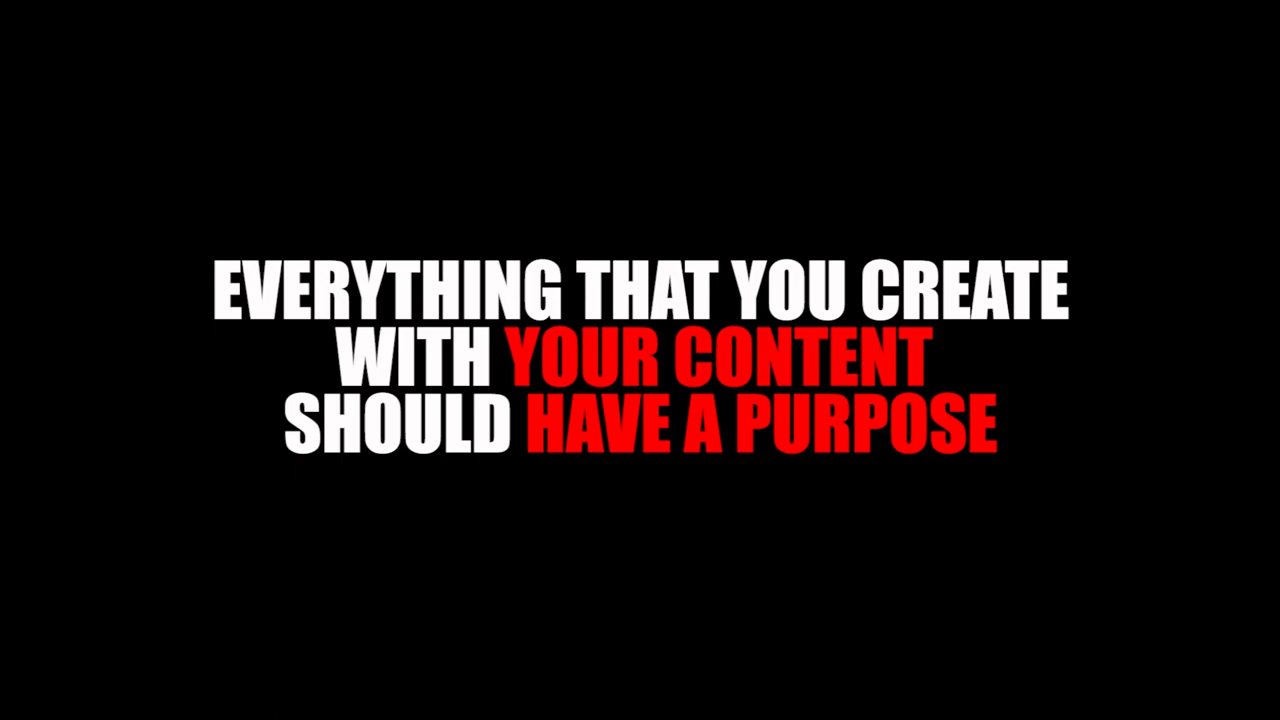 EVERYTHING THAT YOU CREATE
WITH YOUR CONTENT
SHOULD HAVE A PURPOSE